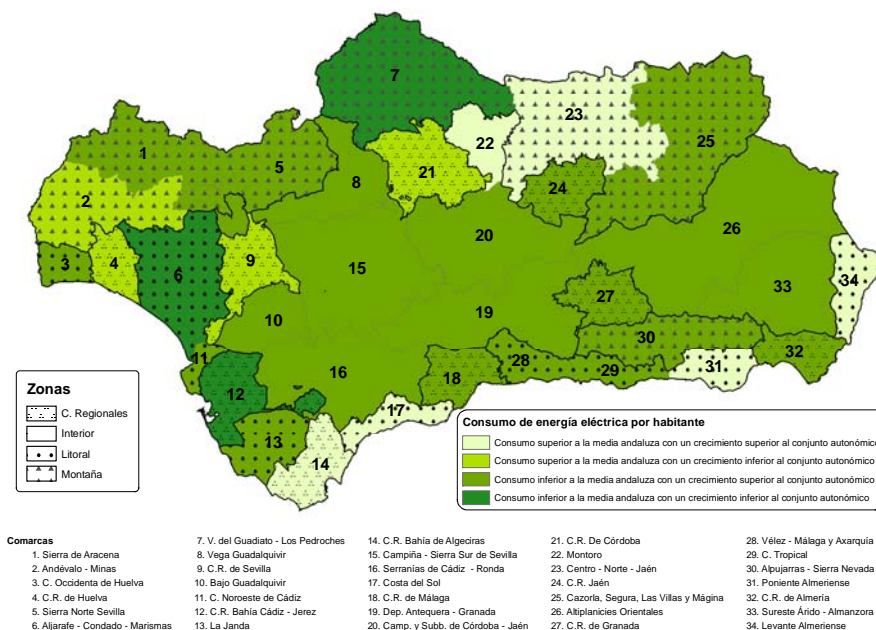 7
23
22
1
5
25
8
21
24
2
26
20
3
4
6
9
15
33
34
27
10
19
30
11
28
32
16
29
31
12
18
17
13
14
Zonas
C. Regionales
Interior
Litoral
Montaña
Consumo de energía eléctrica por habitante
Consumo superior a la media andaluza con un crecimiento superior al conjunto autonómico
Consumo superior a la media andaluza con un crecimiento inferior al conjunto autonómico
Consumo inferior a la media andaluza con un crecimiento superior al conjunto autonómico
Consumo inferior a la media andaluza con un crecimiento inferior al conjunto autonómico
Comarcas
1. Sierra de Aracena
2. Andévalo - Minas
3. C. Occidenta de Huelva
4. C.R. de Huelva
5. Sierra Norte Sevilla
6. Aljarafe - Condado - Marismas
7. V. del Guadiato - Los Pedroches
8. Vega Guadalquivir
9. C.R. de Sevilla
10. Bajo Guadalquivir
11. C. Noroeste de Cádiz
12. C.R. Bahía Cádiz - Jerez
13. La Janda
14. C.R. Bahía de Algeciras
15. Campiña - Sierra Sur de Sevilla
16. Serranías de Cádiz - Ronda
17. Costa del Sol
18. C.R. de Málaga
19. Dep. Antequera - Granada
20. Camp. y Subb. de Córdoba - Jaén
21. C.R. De Córdoba
22. Montoro
23. Centro - Norte - Jaén
24. C.R. Jaén
25. Cazorla, Segura, Las Villas y Mágina
26. Altiplanicies Orientales
27. C.R. de Granada
28. Vélez - Málaga y Axarquía
29. C. Tropical
30. Alpujarras - Sierra Nevada
31. Poniente Almeriense
32. C.R. de Almería
33. Sureste Árido - Almanzora
34. Levante Almeriense